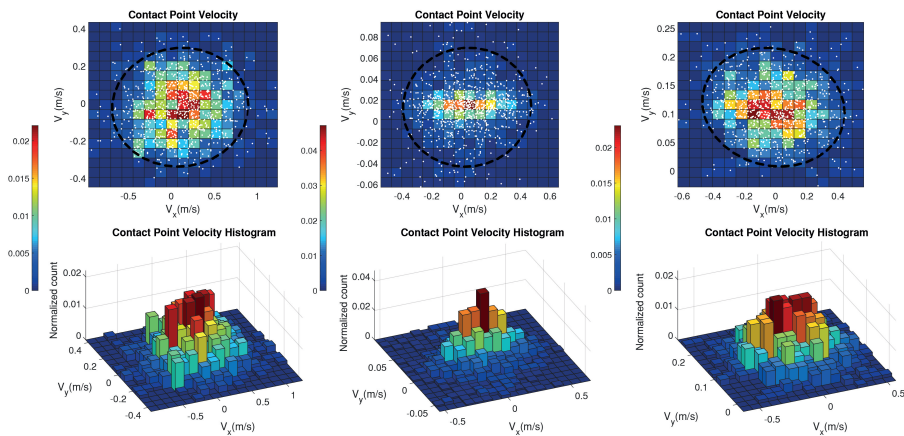 Contact Point Velocity
0.4
0.2
0
-0.2
-0.4
V_y(m/s)
-0.5 0 0.5 1
V_x(m/s)
0.02
0.015
0.01
0.005
0
Contact Point Velocity
0.08
0.06
0.04
0.02
0
-0.02
-0.04
-0.06
V_y(m/s)
-0.4 -0.2 0 0.2 0.4 0.6
V_x(m/s)
0.04
0.03
0.02
0.01
0
Contact Point Velocity
0.25
0.2
0.15
0.1
0.05
0
V_y(m/s)
-0.6 -0.4 -0.2 0 0.2 0.4
V_x(m/s)
0.02
0.015
0.01
0.005
0
Contact Point Velocity Histogram
Normalized count
0.02
0.01
0
0.4
0.2
0
-0.2
-0.4
V_y(m/s)
-0.5 0 0.5 1
V_x(m/s)
Contact Point Velocity Histogram
Normalized count
0.04
0.02
0
0.05
0
-0.05
V_y(m/s)
-0.5 0 0.5
V_x(m/s)
Contact Point Velocity Histogram
Normalized count
0.02
0.01
0
0.2
0.1
0
V_y(m/s)
-0.5 0 0.5
V_x(m/s)